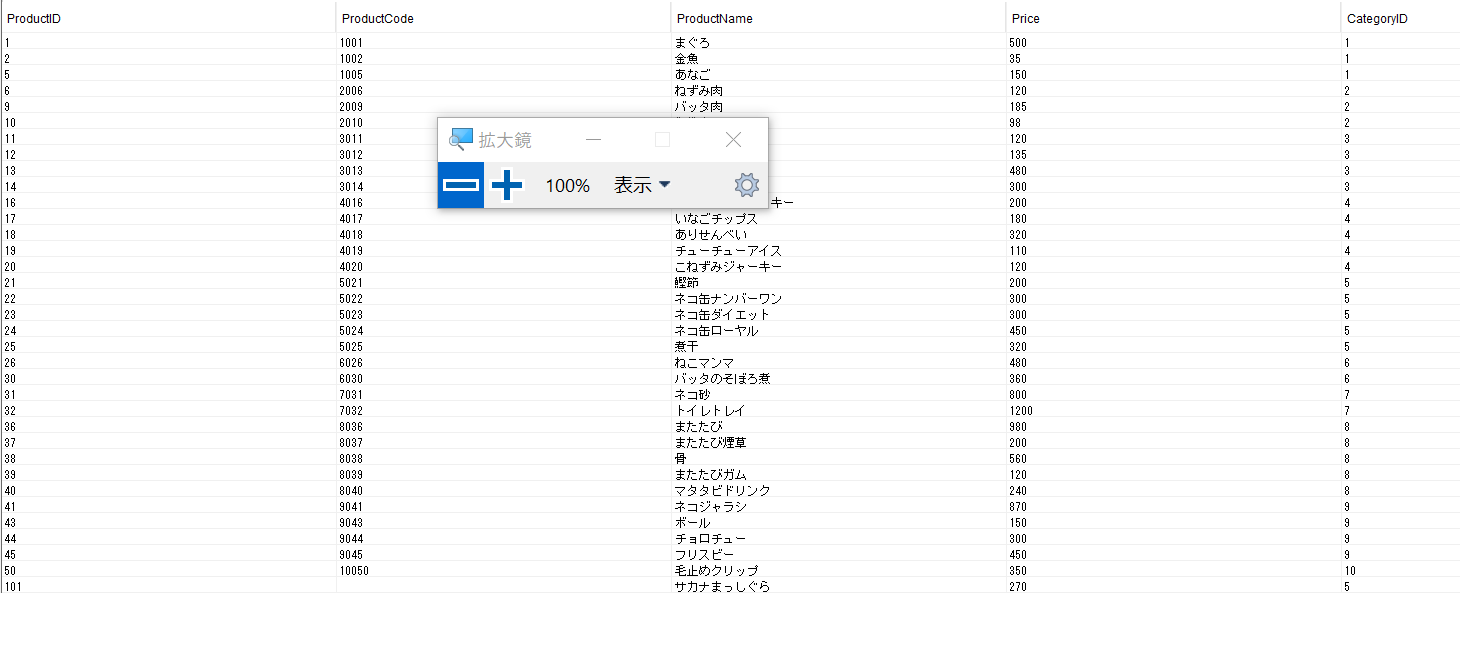 ProductID ProductCode ProductName Price CategoryID
1 1001 まぐろ 500 1
2 1002 金魚 35 1
5 1005 あなご 150 1
6 2006 ねずみ肉 120 2
9 2009 バッタ肉 185 2
10 2010 98 2
11 3011 120 3
12 3012 135 3
13 3013 480 3
14 3014 300 3
16 4016 キー 200 4
17 4017 いなごチップス 180 4
18 4018 ありせんべい 320 4
19 4019 チューチューアイス 110 4
20 4020 こねずみジャーキー 120 4
21 5021 鰹節 200 5
22 5022 ネコ缶ナンバーワン 300 5
23 5023 ネコ缶ダイエット 300 5
24 5024 ネコ缶ローヤル 450 5
25 5025 煮干 320 5
26 6026 ねこマンマ 480 6
30 6030 バッタのそぼろ煮 360 6
31 7031 ネコ砂 800 7
32 7032 トイレトレイ 1200 7
36 8036 またたび 980 8
37 8037 またたび煙草 200 8
38 8038 骨 560 8
39 8039 またたびガム 120 8
40 8040 マタタビドリンク 240 8
41 9041 ネコジャラシ 870 9
43 9043 ボール 150 9
44 9044 チョロチュー 300 9
45 9045 フリスビー 450 9
50 10050 毛止めクリップ 350 10
101 サカナまっしぐら 270 5
拡大鏡
100% 表示